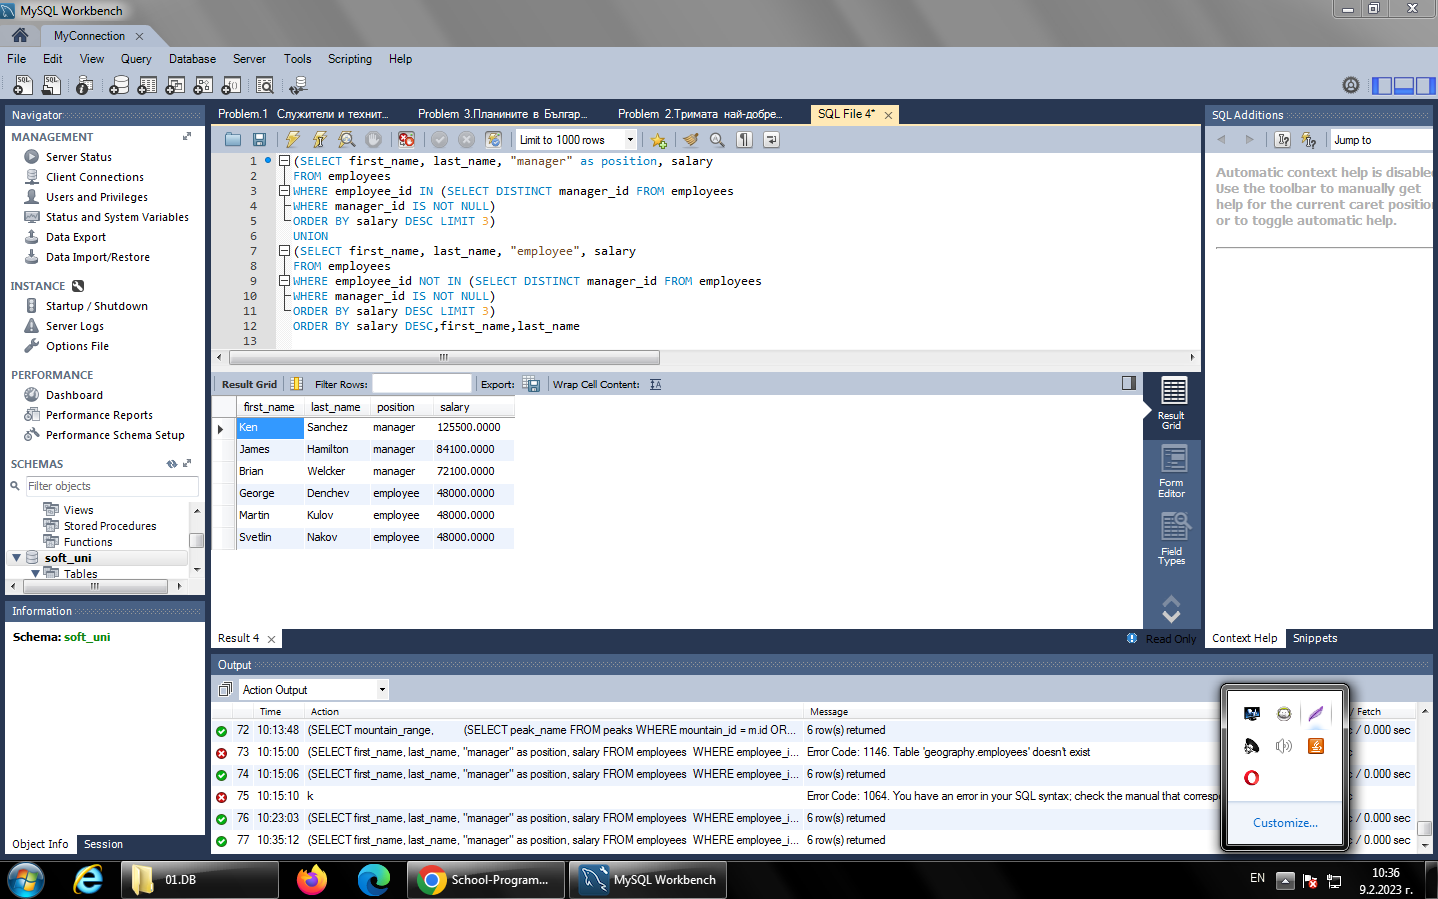 MySQL Workbench
MyConnection
File Edit View Query Database Server Tools Scripting Help
Navigator
MANAGEMENT
Server Status
Client Connections
Users and Privileges
Status and System Variables
Data Export
Data Import/Restore
INSTANCE
Startup / Shutdown
Server Logs
Options File
PERFORMANCE
Dashboard
Performance Reports
Performance Schema Setup
SCHEMAS
Filter objects
Views
Stored Procedures
Functions
soft_uni
Tables
Information
Schema: soft_uni
Object Info Session
Problem.1 Служители и технит... Problem 3.Планините в Българ... Problem 2.Тримата най-добре... SQL File 4*
Limit to 1000 rows
1 (SELECT first_name, last_name, "manager" as position, salary
2 FROM employees
3 WHERE employee_id IN (SELECT DISTINCT manager_id FROM employees
4 WHERE manager_id IS NOT NULL)
5 ORDER BY salary DESC LIMIT 3)
6 UNION
7 (SELECT first_name, last_name, "employee", salary
8 FROM employees
9 WHERE employee_id NOT IN (SELECT DISTINCT manager_id FROM employees
10 WHERE manager_id IS NOT NULL)
11 ORDER BY salary DESC LIMIT 3)
12 ORDER BY salary DESC,first_name,last_name
13
Result Grid Filter Rows: Export: Wrap Cell Content:
first_name last_name position salary
Ken Sanchez manager 125500.0000
James Hamilton manager 84100.0000
Brian Welcker manager 72100.0000
George Denchev employee 48000.0000
Martin Kulov employee 48000.0000
Svetlin Nakov employee 48000.0000
Result
Grid
Form
Editor
Field
Types
Result 4
Read Only
SQL Additions
Jump to
Automatic context help is disabled
Use the toolbar to manually get
help for the current caret position
or to toggle automatic help.
Context Help Snippets
Output
Action Output
Time Action Message / Fetch
72 10:13:48 (SELECT mountain_range, (SELECT peak_name FROM peaks WHERE mountain_id = m.id OR... 6 row(s) returned / 0.000 sec
73 10:15:00 (SELECT first_name, last_name, "manager" as position, salary FROM employees WHERE employee_i... Error Code: 1146. Table 'geography.employees' doesn't exist
74 10:15:06 (SELECT first_name, last_name, "manager" as position, salary FROM employees WHERE employee_i... 6 row(s) returned / 0.000 sec
75 10:15:10 k Error Code: 1064. You have an error in your SQL syntax; check the manual that
76 10:23:03 (SELECT first_name, last_name, "manager" as position, salary FROM employees WHERE employee_i... 6 row(s) returned / 0.000 sec
77 10:35:12 (SELECT first_name, last_name, "manager" as position, salary FROM employees WHERE employee_i... 6 row(s) returned / 0.000 sec
Customize...
01.DB
School-Program...
MySQL Workbench
EN
10:36
9.2.2023 г.